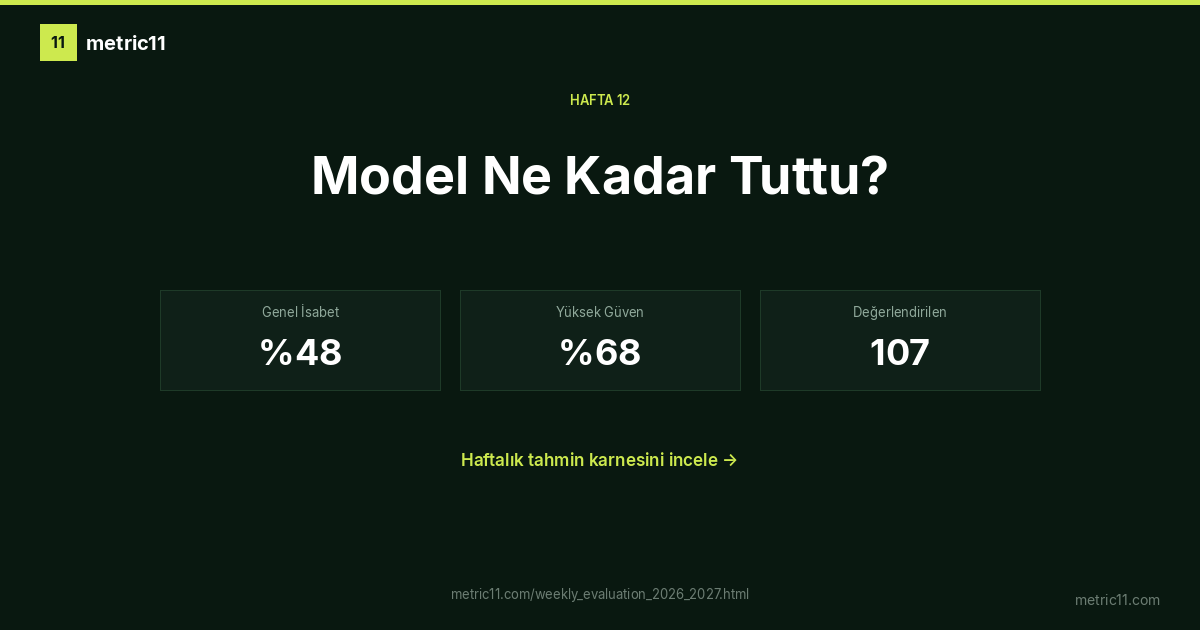 11 metric11
HAFTA 12
Model Ne Kadar Tuttu?
Genel İsabet
%48
Yüksek Güven
%68
Değerlendirilen
107
Haftalık tahmin karnesini incele →
metric11.com/weekly_evaluation_2026_2027.html
metric11.com